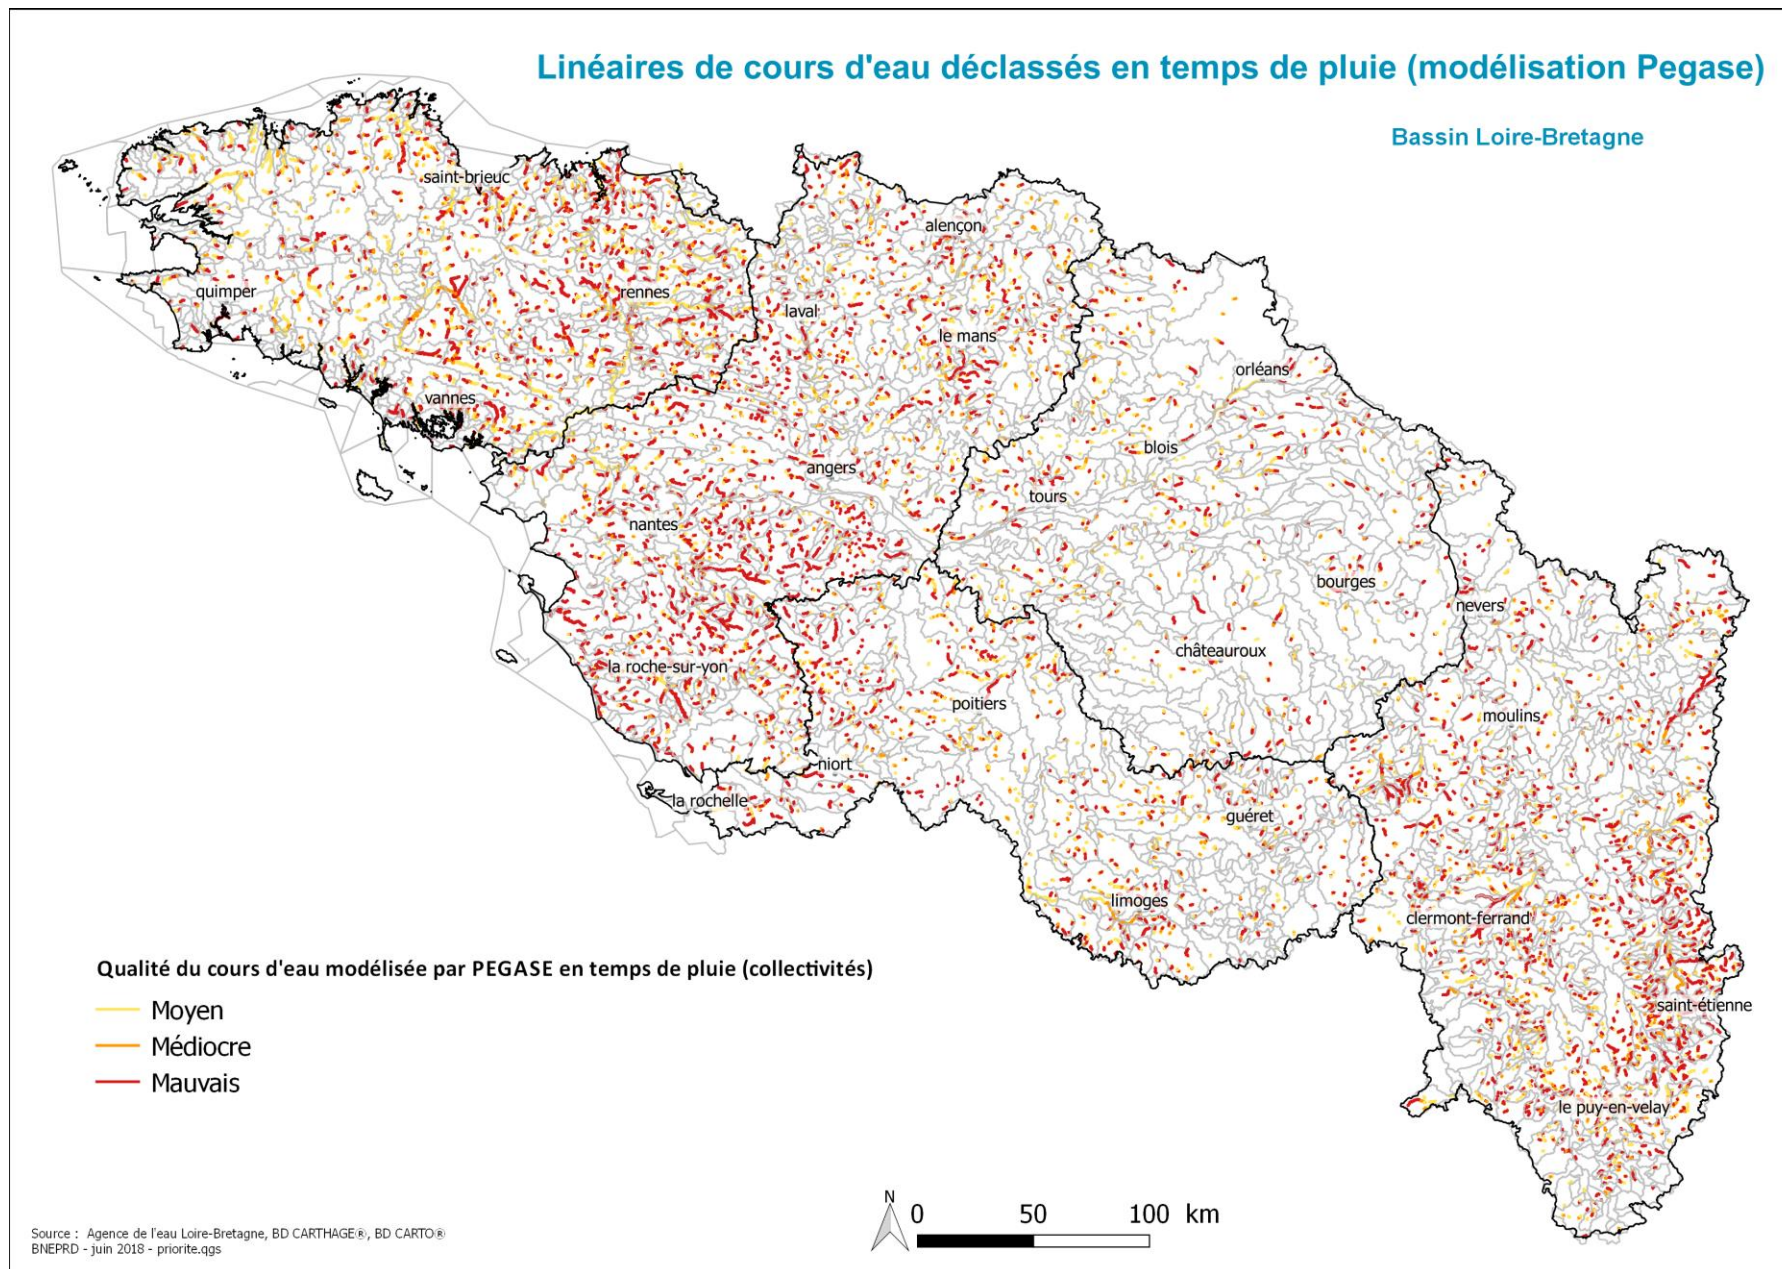 Linéaires de cours d'eau déclassés en temps de pluie (modélisation Pegase)
Bassin Loire-Bretagne
saint-brieuc
alençon
quimper
rennes
laval
le mans
orléans
vannes
blois
angers
tours
nantes
bourges
nevers
châteauroux
la roche-sur-yon
poitiers
moulins
niort
la rochelle
guéret
limoges
clermont-ferrand
saint-étienne
le puy-en-velay
Qualité du cours d'eau modélisée par PEGASE en temps de pluie (collectivités)
Moyen
Médiocre
Mauvais
N
0 50 100 km
Source : Agence de l'eau Loire-Bretagne, BD CARTHAGE®, BD CARTO®
BNEPRD - juin 2018 - priorite.qgs